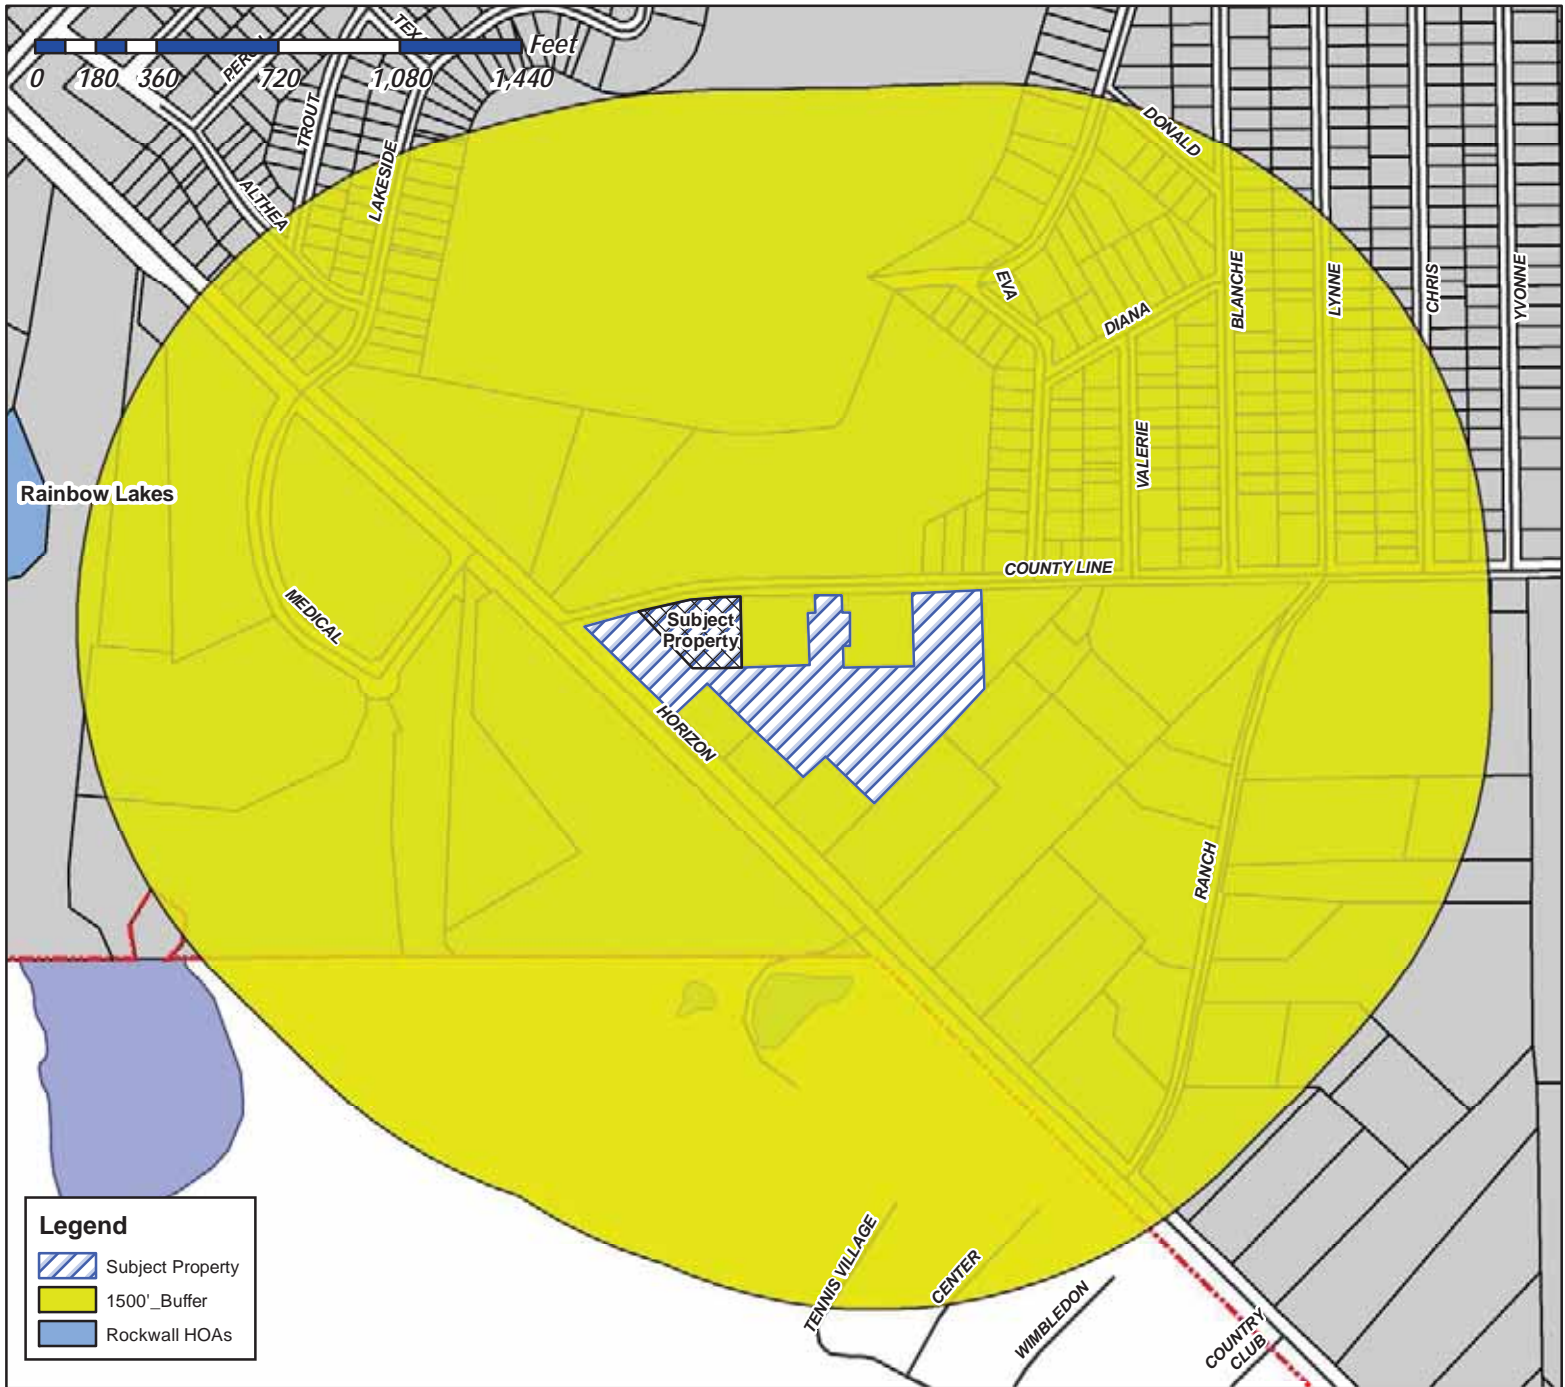 TEX
PERCH
Feet
0 180 360 720 1,080 1,440
TROUT
LAKESIDE
ALTHEA
DONALD
EVA
DIANA
BLANCHE
LYNNE
CHRIS
YVONNE
VALERIE
Rainbow Lakes
COUNTY LINE
MEDICAL
Subject
Property
HORIZON
RANCH
TENNIS VILLAGE
CENTER
WIMBLEDON
COUNTRY
CLUB
Legend
Subject Property
1500'_Buffer
Rockwall HOAs